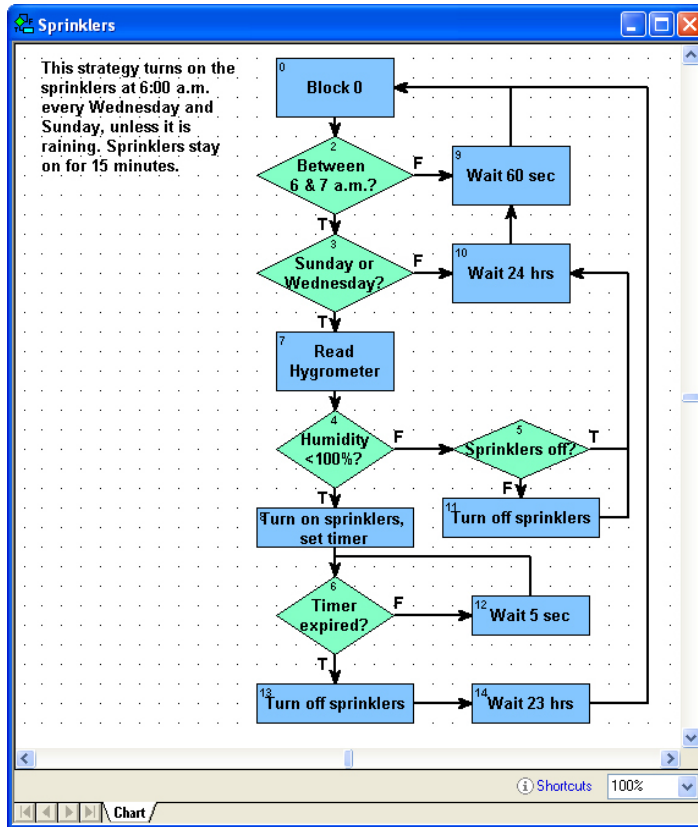 Sprinklers
This strategy turns on the
sprinklers at 6:00 a.m.
every Wednesday and
Sunday, unless it is
raining. Sprinklers stay
on for 15 minutes.
0
Block 0
2
Between
6 & 7 a.m.?
F
T
9
Wait 60 sec
3
Sunday or
Wednesday?
F
T
10
Wait 24 hrs
7
Read
Hygrometer
4
Humidity
<100%?
F
T
5
Sprinklers off?
T
F
11
Turn off sprinklers
8
Turn on sprinklers,
set timer
6
Timer
expired?
F
T
12
Wait 5 sec
13
Turn off sprinklers
14
Wait 23 hrs
Shortcuts
100%
Chart